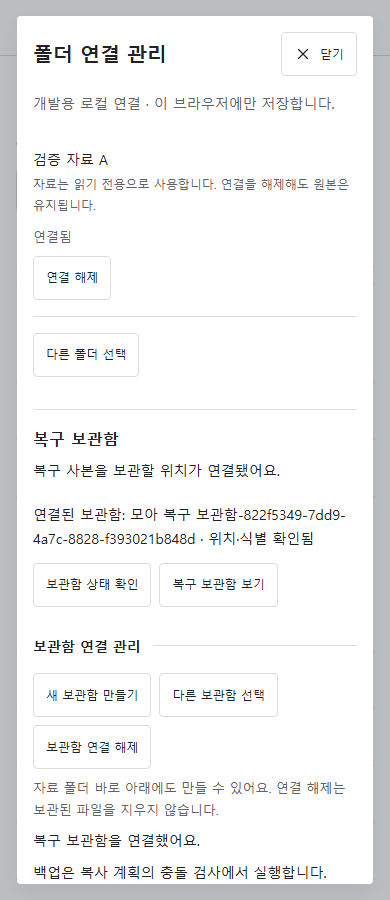 폴더 연결 관리
닫기
개발용 로컬 연결 · 이 브라우저에만 저장합니다.
검증 자료 A
자료는 읽기 전용으로 사용합니다. 연결을 해제해도 원본은
유지됩니다.
연결됨
연결 해제
다른 폴더 선택
복구 보관함
복구 사본을 보관할 위치가 연결됐어요.
연결된 보관함: 모아 복구 보관함-822f5349-7dd9-
4a7c-8828-f393021b848d · 위치·식별 확인됨
보관함 상태 확인
복구 보관함 보기
보관함 연결 관리
새 보관함 만들기
다른 보관함 선택
보관함 연결 해제
자료 폴더 바로 아래에도 만들 수 있어요. 연결 해제는
보관된 파일을 지우지 않습니다.
복구 보관함을 연결했어요.
백업은 복사 계획의 충돌 검사에서 실행합니다.